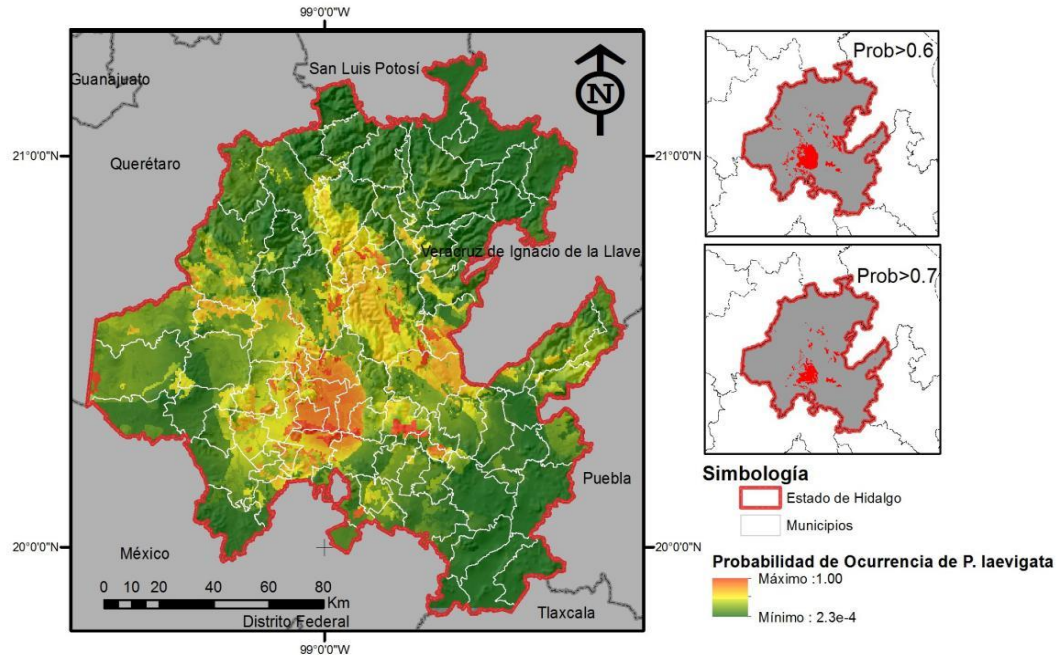 99°0'0"W
Guanajuato
San Luis Potosí
N
Querétaro
21°0'0"N
21°0'0"N
Veracruz de Ignacio de la Llave
Puebla
México
20°0'0"N
20°0'0"N
0 10 20 40 60 80
Km
Distrito Federal
Tlaxcala
99°0'0"W
Prob>0.6
Prob>0.7
Simbología
Estado de Hidalgo
Municipios
Probabilidad de Ocurrencia de P. laevigata
Máximo :1.00
Mínimo : 2.3e-4